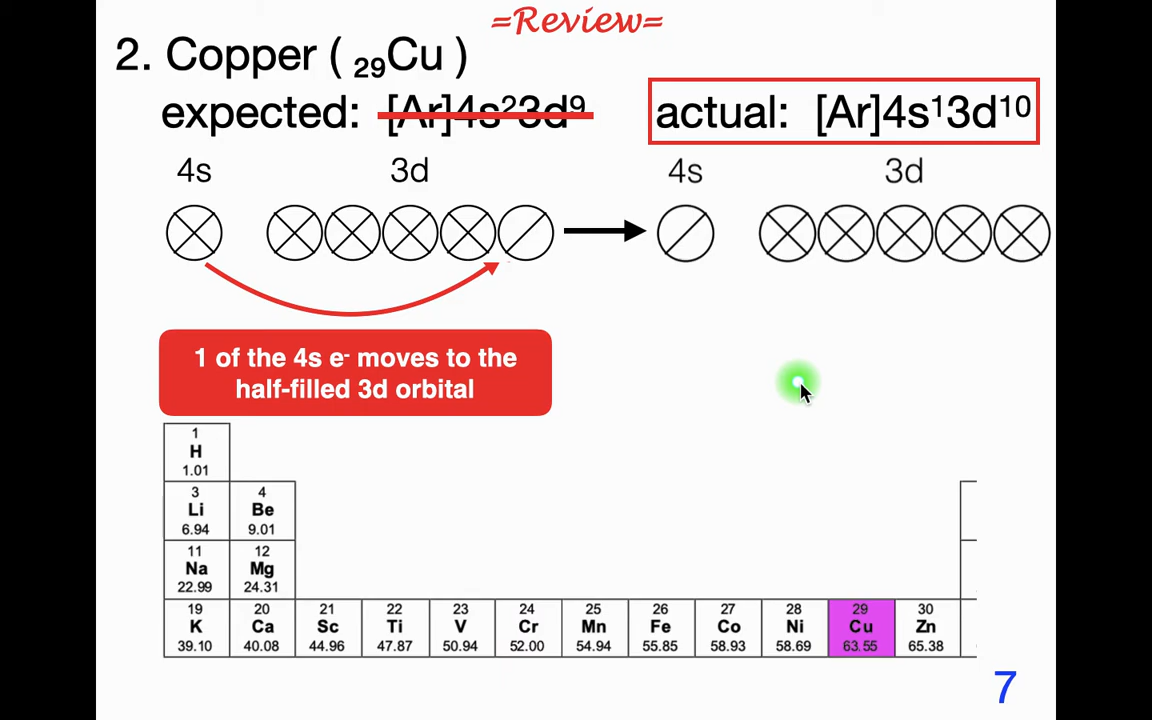 =Review=
2. Copper ( ₂₉Cu )
expected: [Ar]4s²3d⁹
actual: [Ar]4s¹3d¹⁰
4s 3d 4s 3d
1 of the 4s e⁻ moves to the
half-filled 3d orbital
1
H
1.01
3 4
Li Be
6.94 9.01
11 12
Na Mg
22.99 24.31
19 20 21 22 23 24 25 26 27 28 29 30
K Ca Sc Ti V Cr Mn Fe Co Ni Cu Zn
39.10 40.08 44.96 47.87 50.94 52.00 54.94 55.85 58.93 58.69 63.55 65.38
7